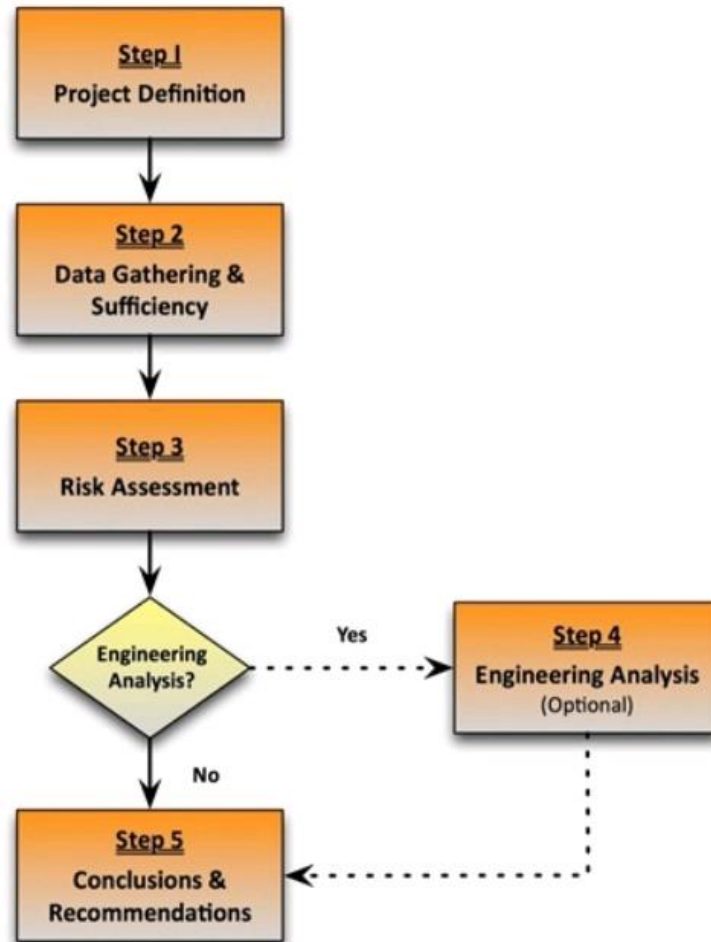 Step I
Project Definition
Step 2
Data Gathering &
Sufficiency
Step 3
Risk Assessment
Engineering
Analysis?
Yes
Step 4
Engineering Analysis
(Optional)
No
Step 5
Conclusions &
Recommendations